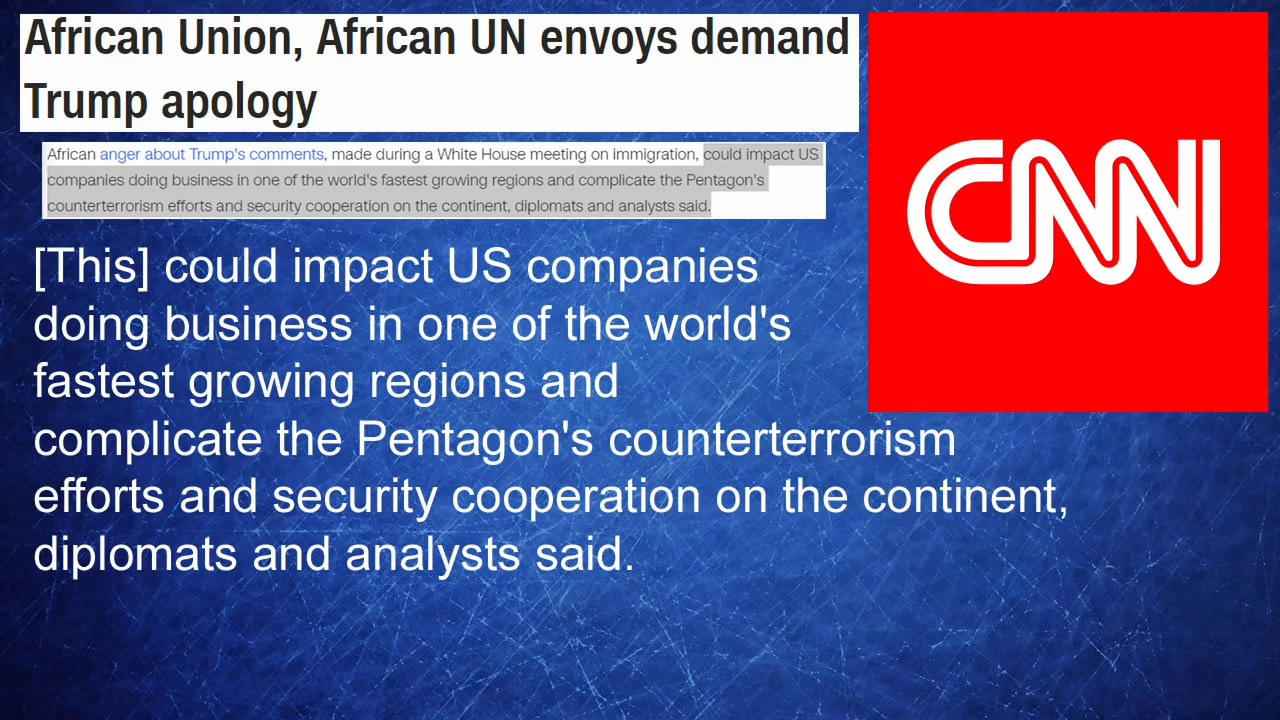 African Union, African UN envoys demand
Trump apology
African anger about Trump's comments, made during a White House meeting on immigration, could impact US
companies doing business in one of the world's fastest growing regions and complicate the Pentagon's
counterterrorism efforts and security cooperation on the continent, diplomats and analysts said.
CNN
[This] could impact US companies
doing business in one of the world's
fastest growing regions and
complicate the Pentagon's counterterrorism
efforts and security cooperation on the continent,
diplomats and analysts said.